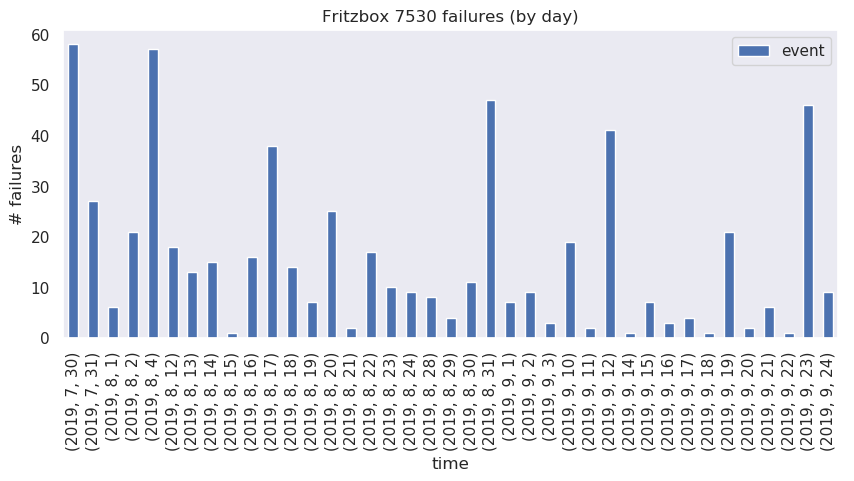 Fritzbox 7530 failures (by day)
event
# failures
60
50
40
30
20
10
0
(2019, 7, 30)
(2019, 7, 31)
(2019, 8, 1)
(2019, 8, 2)
(2019, 8, 4)
(2019, 8, 12)
(2019, 8, 13)
(2019, 8, 14)
(2019, 8, 15)
(2019, 8, 16)
(2019, 8, 17)
(2019, 8, 18)
(2019, 8, 19)
(2019, 8, 20)
(2019, 8, 21)
(2019, 8, 22)
(2019, 8, 23)
(2019, 8, 24)
(2019, 8, 28)
(2019, 8, 29)
(2019, 8, 30)
(2019, 8, 31)
(2019, 9, 1)
(2019, 9, 2)
(2019, 9, 3)
(2019, 9, 10)
(2019, 9, 11)
(2019, 9, 12)
(2019, 9, 14)
(2019, 9, 15)
(2019, 9, 16)
(2019, 9, 17)
(2019, 9, 18)
(2019, 9, 19)
(2019, 9, 20)
(2019, 9, 21)
(2019, 9, 22)
(2019, 9, 23)
(2019, 9, 24)
time